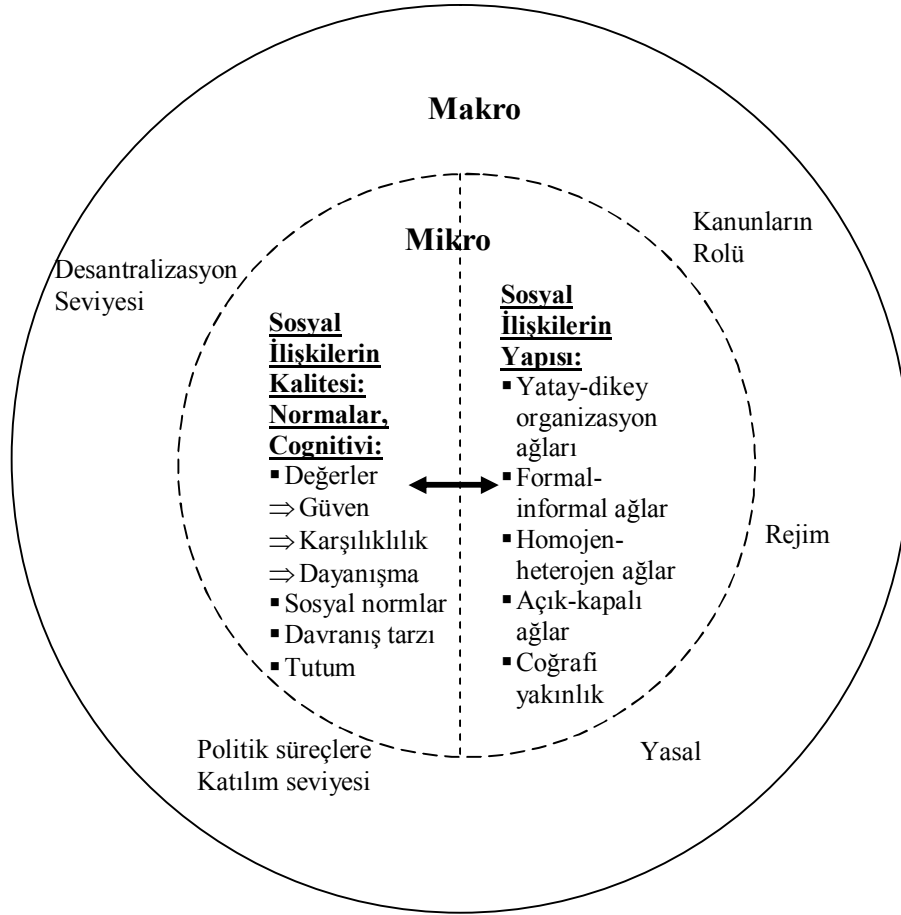 Makro
Mikro
Kanunların
Rolü
Desantralizasyon
Seviyesi
Sosyal
İlişkilerin
Kalitesi:
Normalar,
Cognitivi:
▪ Değerler
⇒ Güven
⇒ Karşılıklılık
⇒ Dayanışma
▪ Sosyal normlar
▪ Davranış tarzı
▪ Tutum
Sosyal
İlişkilerin
Yapısı:
▪ Yatay-dikey
organizasyon
ağları
▪ Formal-
informal ağlar
▪ Homojen-
heterojen ağlar
▪ Açık-kapalı
ağlar
▪ Coğrafi
yakınlık
Rejim
Yasal
Politik süreçlere
Katılım seviyesi